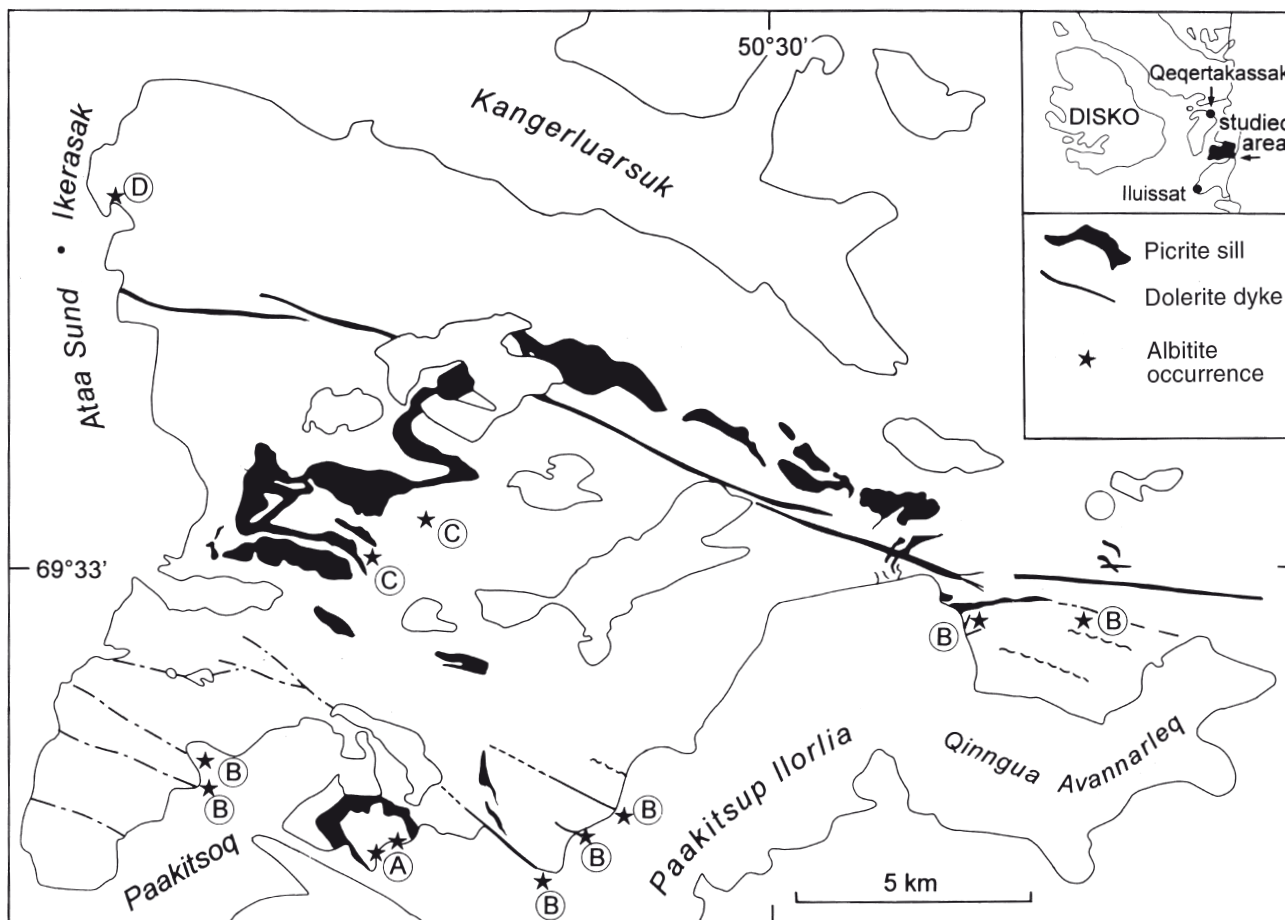 50°30'
Kangerluarsuk
Ataa Sund • Ikerasak
D
Qeqertakassak
DISKO
studied
area
Iluissat
Picrite sill
Dolerite dyke
Albitite
occurrence
C
C
69°33'
B
B
B
B
B
B
B
A
Paakitsoq
Paakitsup Ilorlia
Qinngua Avannarleq
5 km